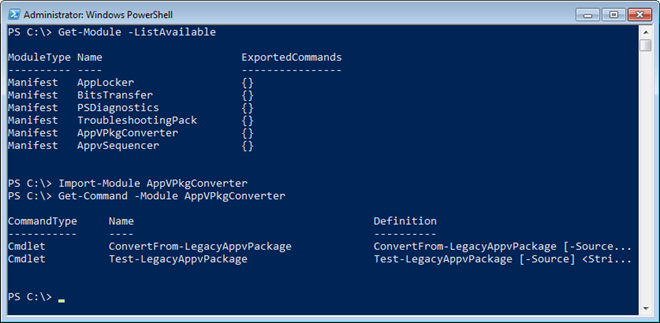 Administrator: Windows PowerShell
PS C:\> Get-Module -ListAvailable
ModuleType Name ExportedCommands
---------- ---- ----------------
Manifest AppLocker {}
Manifest BitsTransfer {}
Manifest PSDiagnostics {}
Manifest TroubleshootingPack {}
Manifest AppVPkgConverter {}
Manifest AppvSequencer {}
PS C:\> Import-Module AppVPkgConverter
PS C:\> Get-Command -Module AppVPkgConverter
CommandType Name Definition
----------- ---- ----------
Cmdlet ConvertFrom-LegacyAppvPackage ConvertFrom-LegacyAppvPackage [-Source...
Cmdlet Test-LegacyAppvPackage Test-LegacyAppvPackage [-Source] <Stri...
PS C:\>